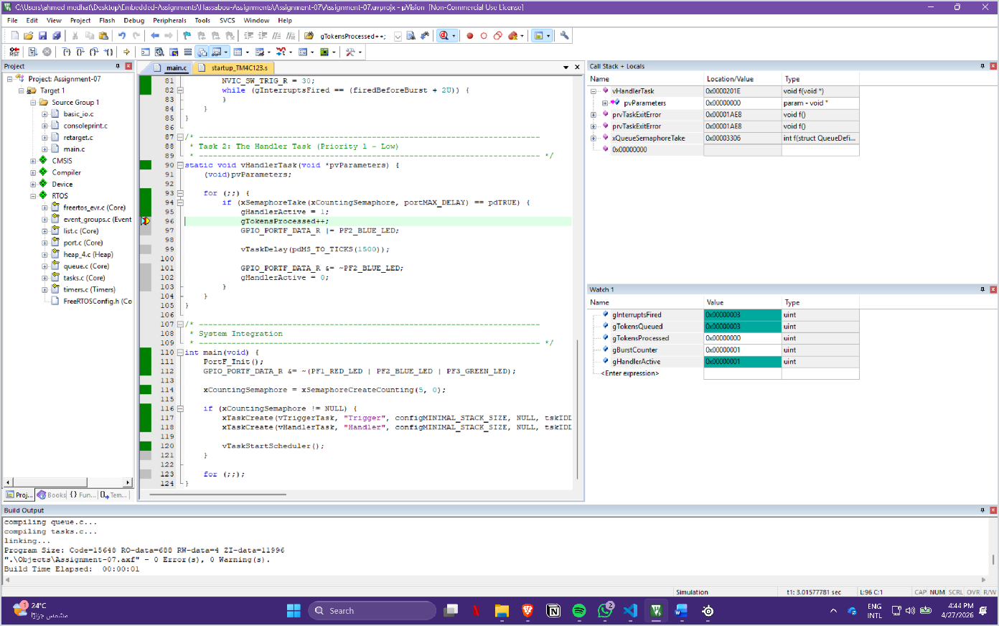 C:\Users\ahmed medhat\Desktop\Embedded-Assignments\Hassabou-Assignments\Assignment-07\Assignment-07.uvprojx - µVision [Non-Commercial Use License]
File Edit View Project Flash Debug Peripherals Tools SVCS Window Help
gTokensProcessed++;
Project
Project: Assignment-07
Target 1
Source Group 1
basic_io.c
consoleprint.c
retarget.c
main.c
CMSIS
Compiler
Device
RTOS
freertos_evr.c (Core)
event_groups.c (Event
list.c (Core)
port.c (Core)
heap_4.c (Heap)
queue.c (Core)
tasks.c (Core)
timers.c (Timers)
FreeRTOSConfig.h (Co
Proj... Books {} Fun... Tem...
main.c startup_TM4C123.s
81 NVIC_SW_TRIG_R = 30;
82 while (gInterruptsFired == (firedBeforeBurst + 2U)) {
83 }
84 }
85 }
86
87 /* -------------------------------------------------------------------------
88 * Task 2: The Handler Task (Priority 1 - Low)
89 * ------------------------------------------------------------------------- */
90 static void vHandlerTask(void *pvParameters) {
91 (void)pvParameters;
92
93 for (;;) {
94 if (xSemaphoreTake(xCountingSemaphore, portMAX_DELAY) == pdTRUE) {
95 gHandlerActive = 1;
96 gTokensProcessed++;
97 GPIO_PORTF_DATA_R |= PF2_BLUE_LED;
98
99 vTaskDelay(pdMS_TO_TICKS(1500));
100
101 GPIO_PORTF_DATA_R &= ~PF2_BLUE_LED;
102 gHandlerActive = 0;
103 }
104 }
105 }
106
107 /* -------------------------------------------------------------------------
108 * System Integration
109 * ------------------------------------------------------------------------- */
110 int main(void) {
111 PortF_Init();
112 GPIO_PORTF_DATA_R &= ~(PF1_RED_LED | PF2_BLUE_LED | PF3_GREEN_LED);
113
114 xCountingSemaphore = xSemaphoreCreateCounting(5, 0);
115
116 if (xCountingSemaphore != NULL) {
117 xTaskCreate(vTriggerTask, "Trigger", configMINIMAL_STACK_SIZE, NULL, tskIDL
118 xTaskCreate(vHandlerTask, "Handler", configMINIMAL_STACK_SIZE, NULL, tskIDL
119
120 vTaskStartScheduler();
121 }
122
123 for (;;);
124 }
Call Stack + Locals
Name Location/Value Type
vHandlerTask 0x0000201E void f(void *)
pvParameters 0x00000000 param - void *
prvTaskExitError 0x00001AE8 void f()
prvTaskExitError 0x00001AE8 void f()
xQueueSemaphoreTake 0x00003306 int f(struct QueueDefi...
0x00000000
Watch 1
Name Value Type
gInterruptsFired 0x00000003 uint
gTokensQueued 0x00000003 uint
gTokensProcessed 0x00000000 uint
gBurstCounter 0x00000001 uint
gHandlerActive 0x00000001 uint
<Enter expression>
Build Output
compiling queue.c...
compiling tasks.c...
linking...
Program Size: Code=15648 RO-data=688 RW-data=4 ZI-data=11996
".\Objects\Assignment-07.axf" - 0 Error(s), 0 Warning(s).
Build Time Elapsed: 00:00:01
Simulation t1: 3.01577781 sec L:96 C:1 CAP NUM SCRL OVR R/W
1
24°C
مشمس جزئيًا
Search
2
ENG
INTL
4:44 PM
4/27/2026